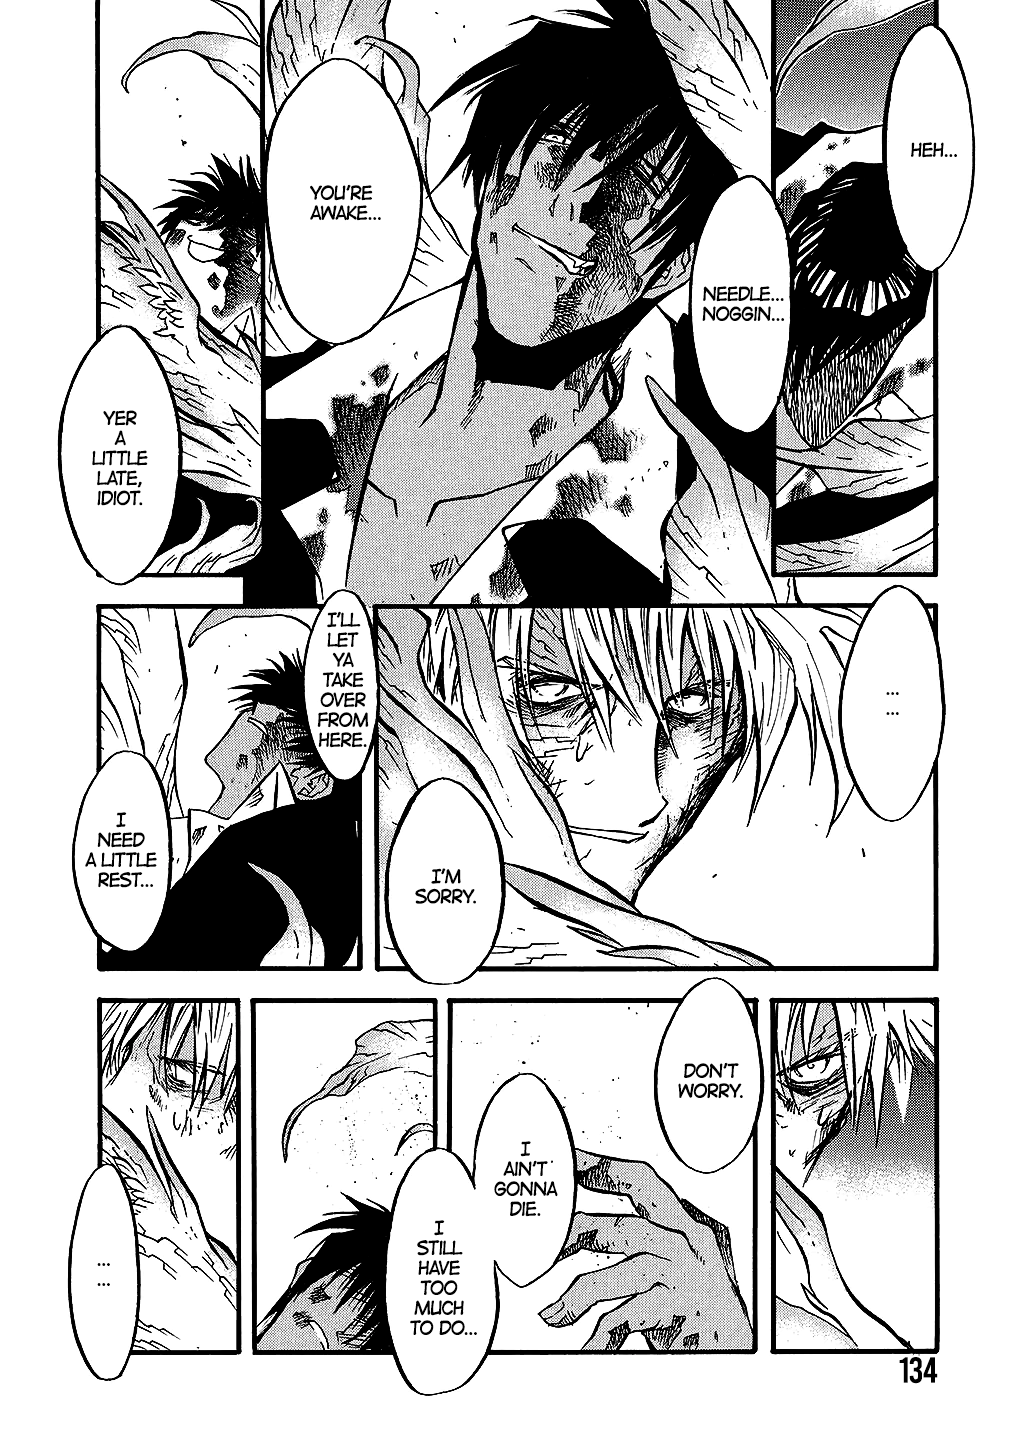 HEH...
NEEDLE...
NOGGIN...
YOU'RE
AWAKE...
YER
A
LITTLE
LATE,
IDIOT.
...
...
I'M
SORRY.
I'LL
LET
YA
TAKE
OVER
FROM
HERE.
I
NEED
A LITTLE
REST...
DON'T
WORRY.
I
AIN'T
GONNA
DIE.
I
STILL
HAVE
TOO
MUCH
TO DO...
...
...
134